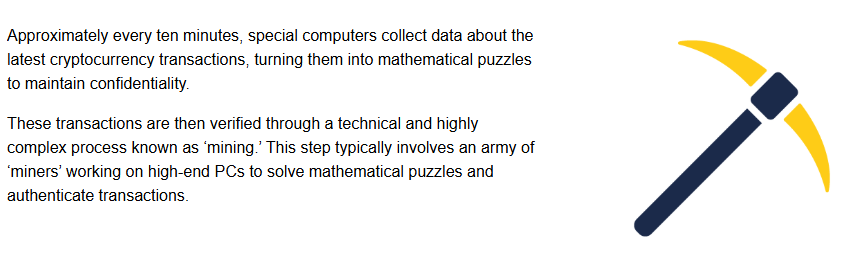 Approximately every ten minutes, special computers collect data about the
latest cryptocurrency transactions, turning them into mathematical puzzles
to maintain confidentiality.
These transactions are then verified through a technical and highly
complex process known as ‘mining.’ This step typically involves an army of
‘miners’ working on high-end PCs to solve mathematical puzzles and
authenticate transactions.